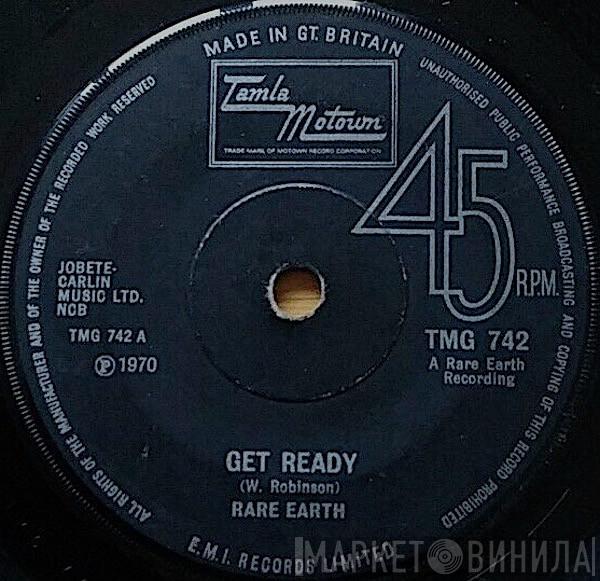 MADE IN GT. BRITAIN
UNAUTHORISED PUBLIC PERFORMANCE BROADCASTING AND COPYING OF THIS RECORD PROHIBITED
ALL RIGHTS OF THE MANUFACTURER AND OF THE OWNER OF THE RECORDED WORK RESERVED
Tamla
Motown
TRADE MARK OF MOTOWN RECORD CORPORATION
45
R.P.M.
JOBETE-
CARLIN
MUSIC LTD.
NCB
TMG 742 A
Ⓟ 1970
TMG 742
A Rare Earth
Recording
GET READY
(W. Robinson)
RARE EARTH
E.M.I. RECORDS LIMITED
МАРКЕТ ВИНИЛА